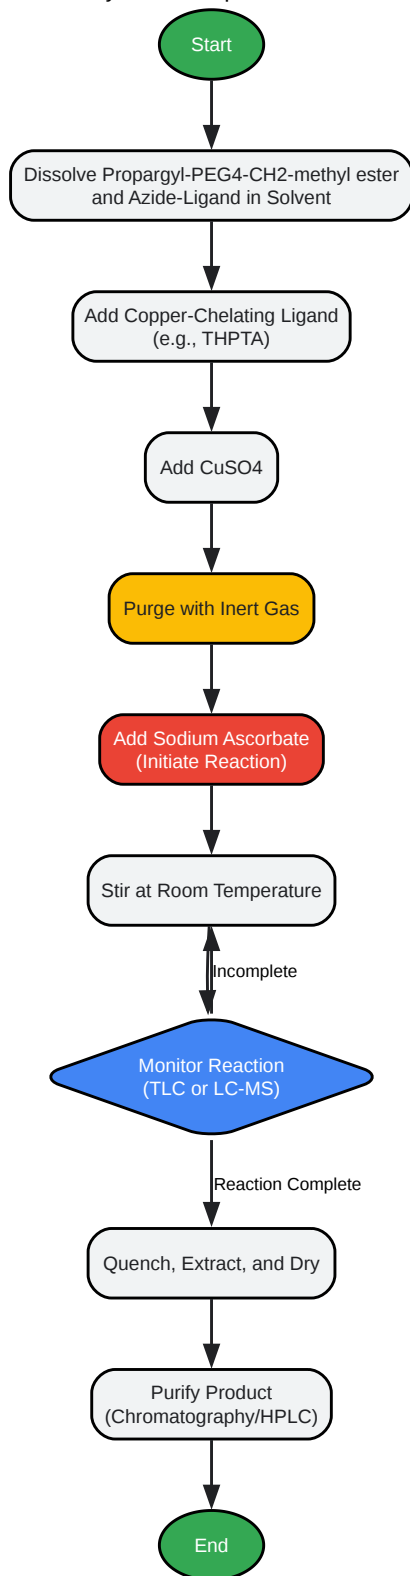 Start
Dissolve Propargyl-PEG4-CH2-methyl ester
and Azide-Ligand in Solvent
Add Copper-Chelating Ligand
(e.g., THPTA)
Add CuSO4
Purge with Inert Gas
Add Sodium Ascorbate
(Initiate Reaction)
Stir at Room Temperature
Incomplete
Monitor Reaction
(TLC or LC-MS)
Reaction Complete
Quench, Extract, and Dry
Purify Product
(Chromatography/HPLC)
End